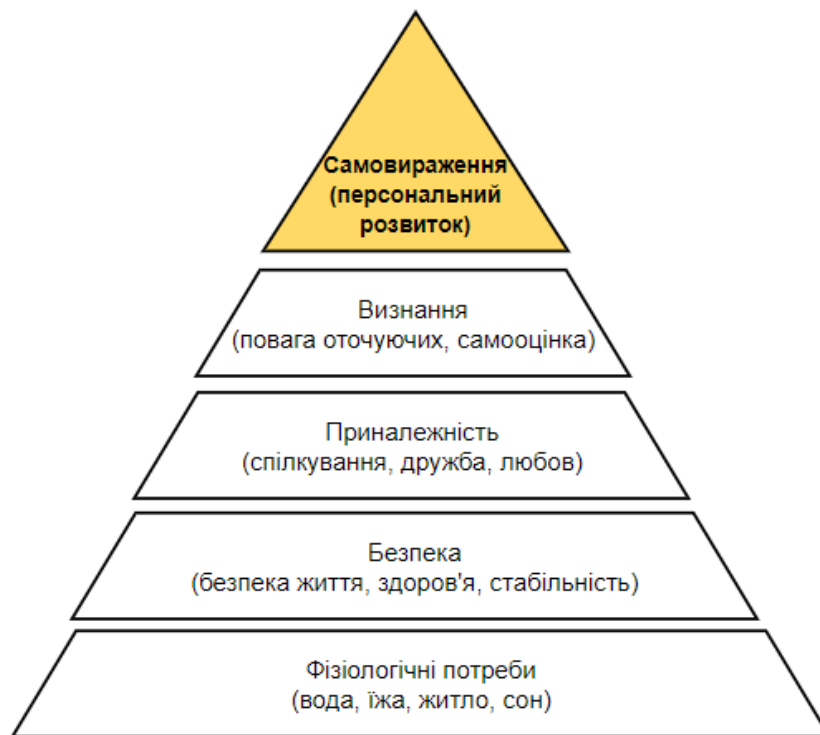 Самовираження
(персональний
розвиток)
Визнання
(повага оточуючих, самооцінка)
Приналежність
(спілкування, дружба, любов)
Безпека
(безпека життя, здоров'я, стабільність)
Фізіологічні потреби
(вода, їжа, житло, сон)